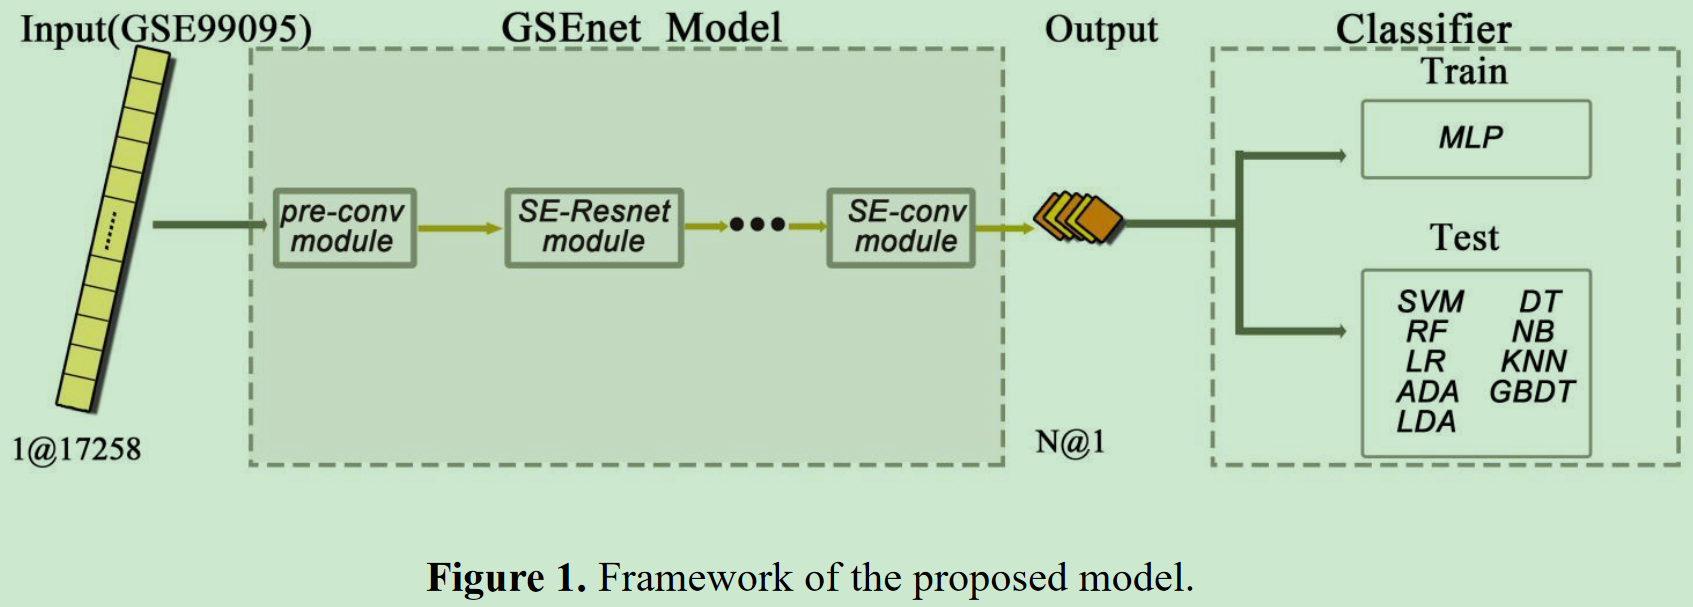 Input(GSE99095)
GSEnet Model
Output
Classifier
Train
MLP
pre-conv
module
SE-Resnet
module
SE-conv
module
Test
SVM DT
RF NB
LR KNN
ADA GBDT
LDA
1@17258
N@1
Figure 1. Framework of the proposed model.